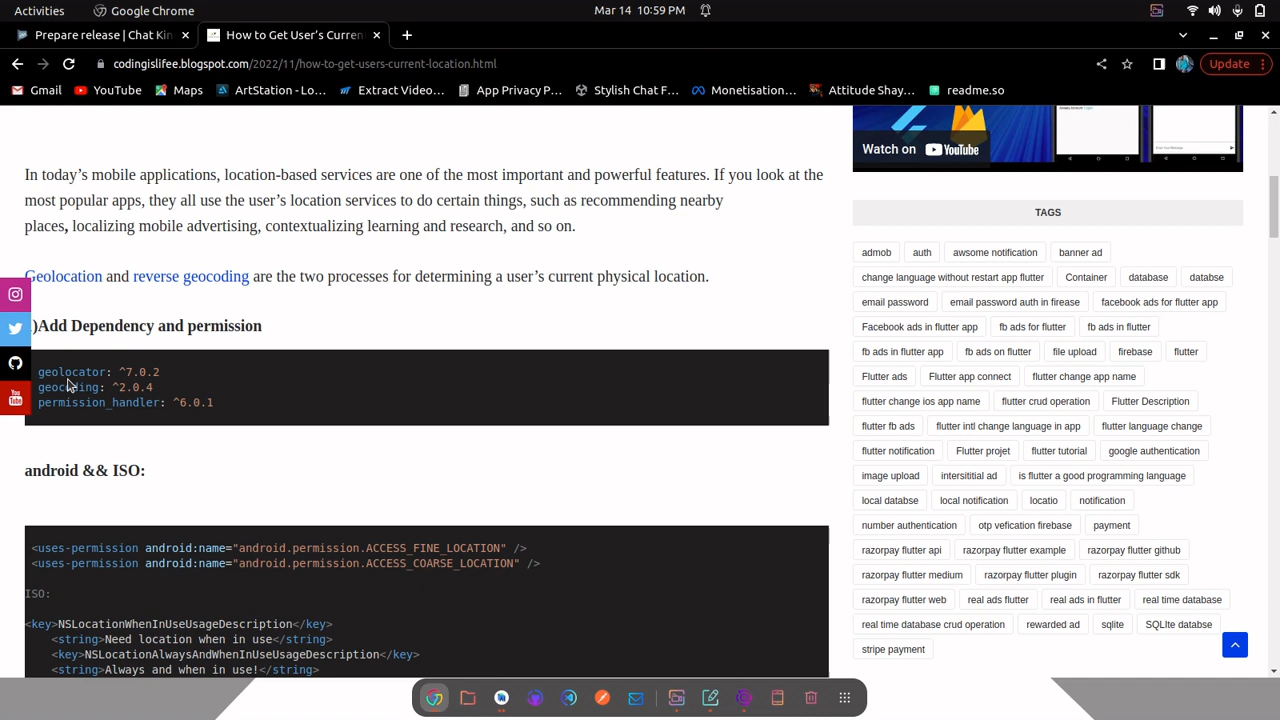 Activities
Google Chrome
Mar 14 10:59 PM
Prepare release | Chat Kin
How to Get User's Curren
codingislifee.blogspot.com/2022/11/how-to-get-users-current-location.html
Update
Gmail
YouTube
Maps
ArtStation - Lo...
Extract Video...
App Privacy P...
Stylish Chat F...
Monetisation...
Attitude Shay...
readme.so
In today's mobile applications, location-based services are one of the most important and powerful features. If you look at the
most popular apps, they all use the user's location services to do certain things, such as recommending nearby
places, localizing mobile advertising, contextualizing learning and research, and so on.
Geolocation and reverse geocoding are the two processes for determining a user's current physical location.
)Add Dependency and permission
geolocator: ^7.0.2
geocoding: ^2.0.4
permission_handler: ^6.0.1
android && ISO:
<uses-permission android:name="android.permission.ACCESS_FINE_LOCATION" />
<uses-permission android:name="android.permission.ACCESS_COARSE_LOCATION" />
ISO:
<key>NSLocationWhenInUseUsageDescription</key>
<string>Need location when in use</string>
<key>NSLocationAlwaysAndWhenInUseUsageDescription</key>
<string>Always and when in use!</string>
You Tube
Watch on YouTube
TAGS
admob auth awsome notification banner ad
change language without restart app flutter Container database databse
email password email password auth in firease facebook ads for flutter app
Facebook ads in flutter app fb ads for flutter fb ads in flutter
fb ads in flutter app fb ads on flutter file upload firebase flutter
Flutter ads Flutter app connect flutter change app name
flutter change ios app name flutter crud operation Flutter Description
flutter fb ads flutter intl change language in app flutter language change
flutter notification Flutter projet flutter tutorial google authentication
image upload intersititial ad is flutter a good programming language
local databse local notification locatio notification
number authentication otp vefication firebase payment
razorpay flutter api razorpay flutter example razorpay flutter github
razorpay flutter medium razorpay flutter plugin razorpay flutter sdk
razorpay flutter web real ads flutter real ads in flutter real time database
real time database crud operation rewarded ad sqlite SQLIte databse
stripe payment